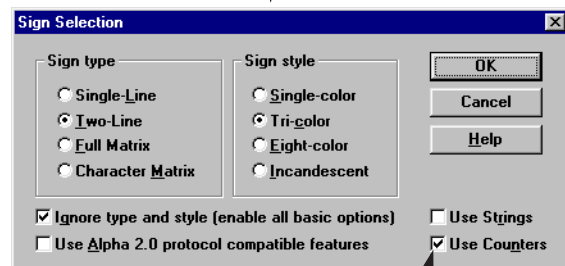 Sign Selection
Sign type
Single-Line
Two-Line
Full Matrix
Character Matrix
Sign style
Single-color
Tri-color
Eight-color
Incandescent
OK
Cancel
Help
Ignore type and style (enable all basic options)
Use Strings
Use Alpha 2.0 protocol compatible features
Use Counters